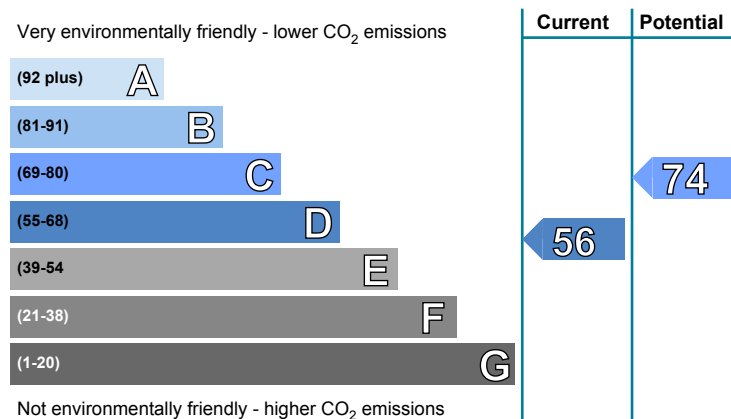 Current Potential
Very environmentally friendly - lower CO₂ emissions
(92 plus) A
(81-91) B
(69-80) C
74
(55-68) D
56
(39-54 E
(21-38) F
(1-20) G
Not environmentally friendly - higher CO₂ emissions